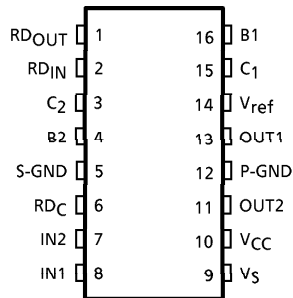 RDOUT 1 16 B1
RDIN 2 15 C1
C2 3 14 Vref
B2 4 13 OUT1
S-GND 5 12 P-GND
RDC 6 11 OUT2
IN2 7 10 VCC
IN1 8 9 VS